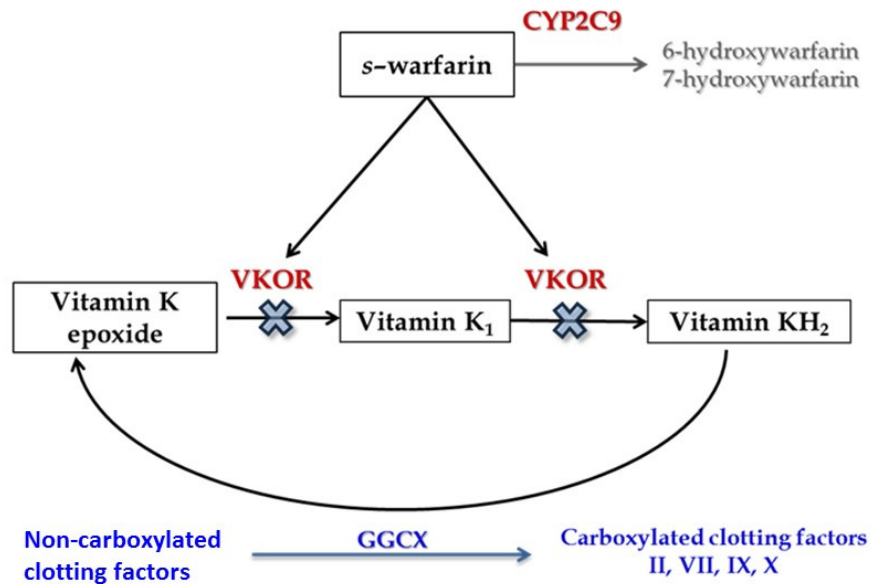 CYP2C9
s–warfarin
6-hydroxywarfarin
7-hydroxywarfarin
VKOR
VKOR
Vitamin K
epoxide
Vitamin K₁
Vitamin KH₂
Non-carboxylated
clotting factors
GGCX
Carboxylated clotting factors
II, VII, IX, X